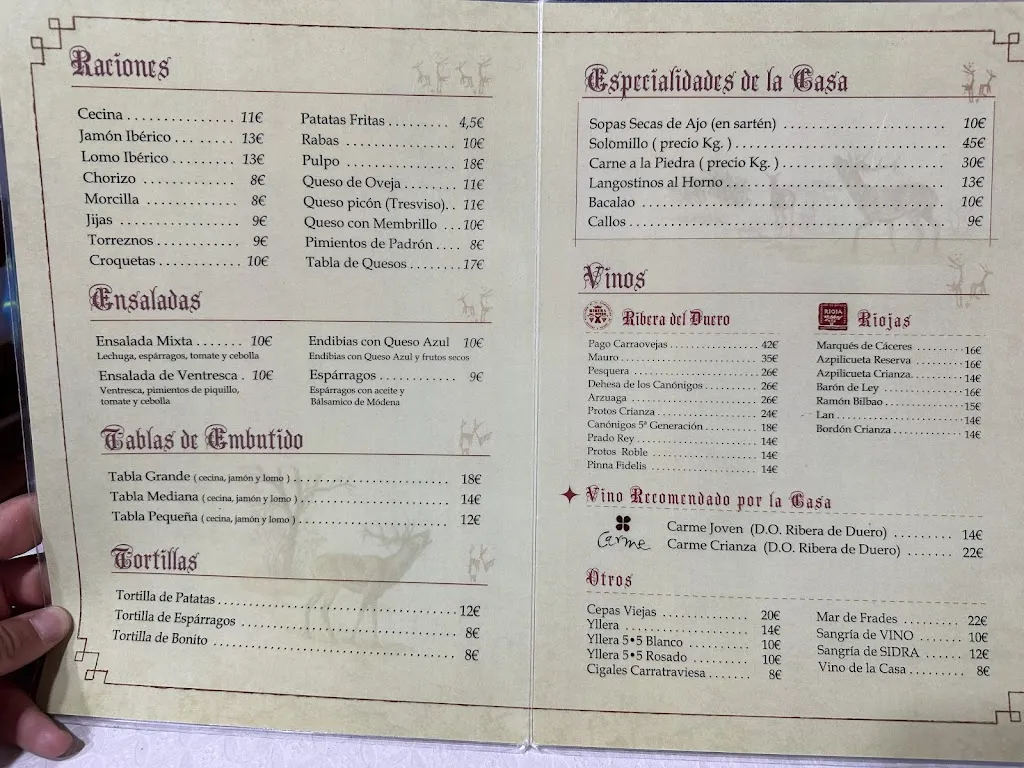 Raciones
Cecina ............... 11€
Jamón Ibérico ... ...... 13€
Lomo Ibérico ......... 13€
Chorizo ............. 8€
Morcilla ............. 8€
Jijas .................. 9€
Torreznos ............ 9€
Croquetas ............ 10€
Patatas Fritas ......... 4,5€
Rabas ................. 10€
Pulpo ................. 18€
Queso de Oveja ........ 11€
Queso picón (Tresviso). . 11€
Queso con Membrillo ... 10€
Pimientos de Padrón .... 8€
Tabla de Quesos ........ 17€
Ensaladas
Ensalada Mixta ....... 10€
Lechuga, espárragos, tomate y cebolla
Ensalada de Ventresca . 10€
Ventresca, pimientos de piquillo,
tomate y cebolla
Endibias con Queso Azul 10€
Endibias con Queso Azul y frutos secos
Espárragos ............ 9€
Espárragos con aceite y
Bálsamico de Módena
Tablas de Embutido
Tabla Grande ( cecina, jamón y lomo ) ........................ 18€
Tabla Mediana ( cecina, jamón y lomo ) ....................... 14€
Tabla Pequeña ( cecina, jamón y lomo ) ....................... 12€
Tortillas
Tortilla de Patatas ................................... 12€
Tortilla de Espárragos ................................ 8€
Tortilla de Bonito .................................... 8€
Especialidades de la Casa
Sopas Secas de Ajo (en sartén) ........................ 10€
Solomillo ( precio Kg. ) .............................. 45€
Carne a la Piedra ( precio Kg. ) ...................... 30€
Langostinos al Horno .................................. 13€
Bacalao ............................................... 10€
Callos ................................................ 9€
Vinos
RIBERA
Ribera del Duero
Pago Carraovejas .................. 42€
Mauro ............................. 35€
Pesquera .......................... 26€
Dehesa de los Canónigos ........... 26€
Arzuaga ........................... 26€
Protos Crianza .................... 24€
Canónigos 5ª Generación ........... 18€
Prado Rey ......................... 14€
Protos Roble ...................... 14€
Pinna Fidelis ..................... 14€
RIOJA
Riojas
Marqués de Cáceres ......... 16€
Azpilicueta Reserva ........ 16€
Azpilicueta Crianza. ....... 14€
Barón de Ley ............... 16€
Ramón Bilbao ............... 15€
Lan ........................ 14€
Bordón Crianza ............. 14€
Vino Recomendado por la Casa
Carme
Carme Joven (D.O. Ribera de Duero) .......... 14€
Carme Crianza (D.O. Ribera de Duero) ....... 22€
Otros
Cepas Viejas .............. 20€
Yllera .................... 14€
Yllera 5•5 Blanco ......... 10€
Yllera 5•5 Rosado ......... 10€
Cigales Carratraviesa ....... 8€
Mar de Frades .......... 22€
Sangría de VINO ....... 10€
Sangría de SIDRA ...... 12€
Vino de la Casa ......... 8€